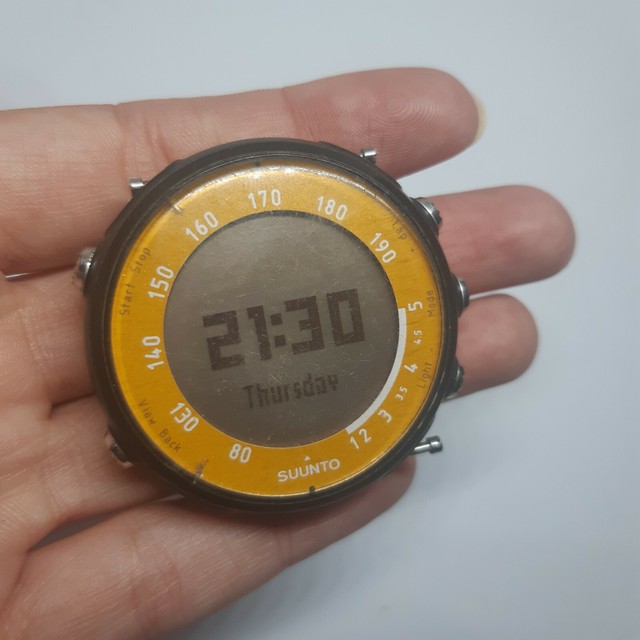 170
180
190
160
150
140
130
80
Start Stop
View Back
Lap -
Mode
Light -
5
4.5
4
3.5
3
12
SUUNTO
21:30
Thursday